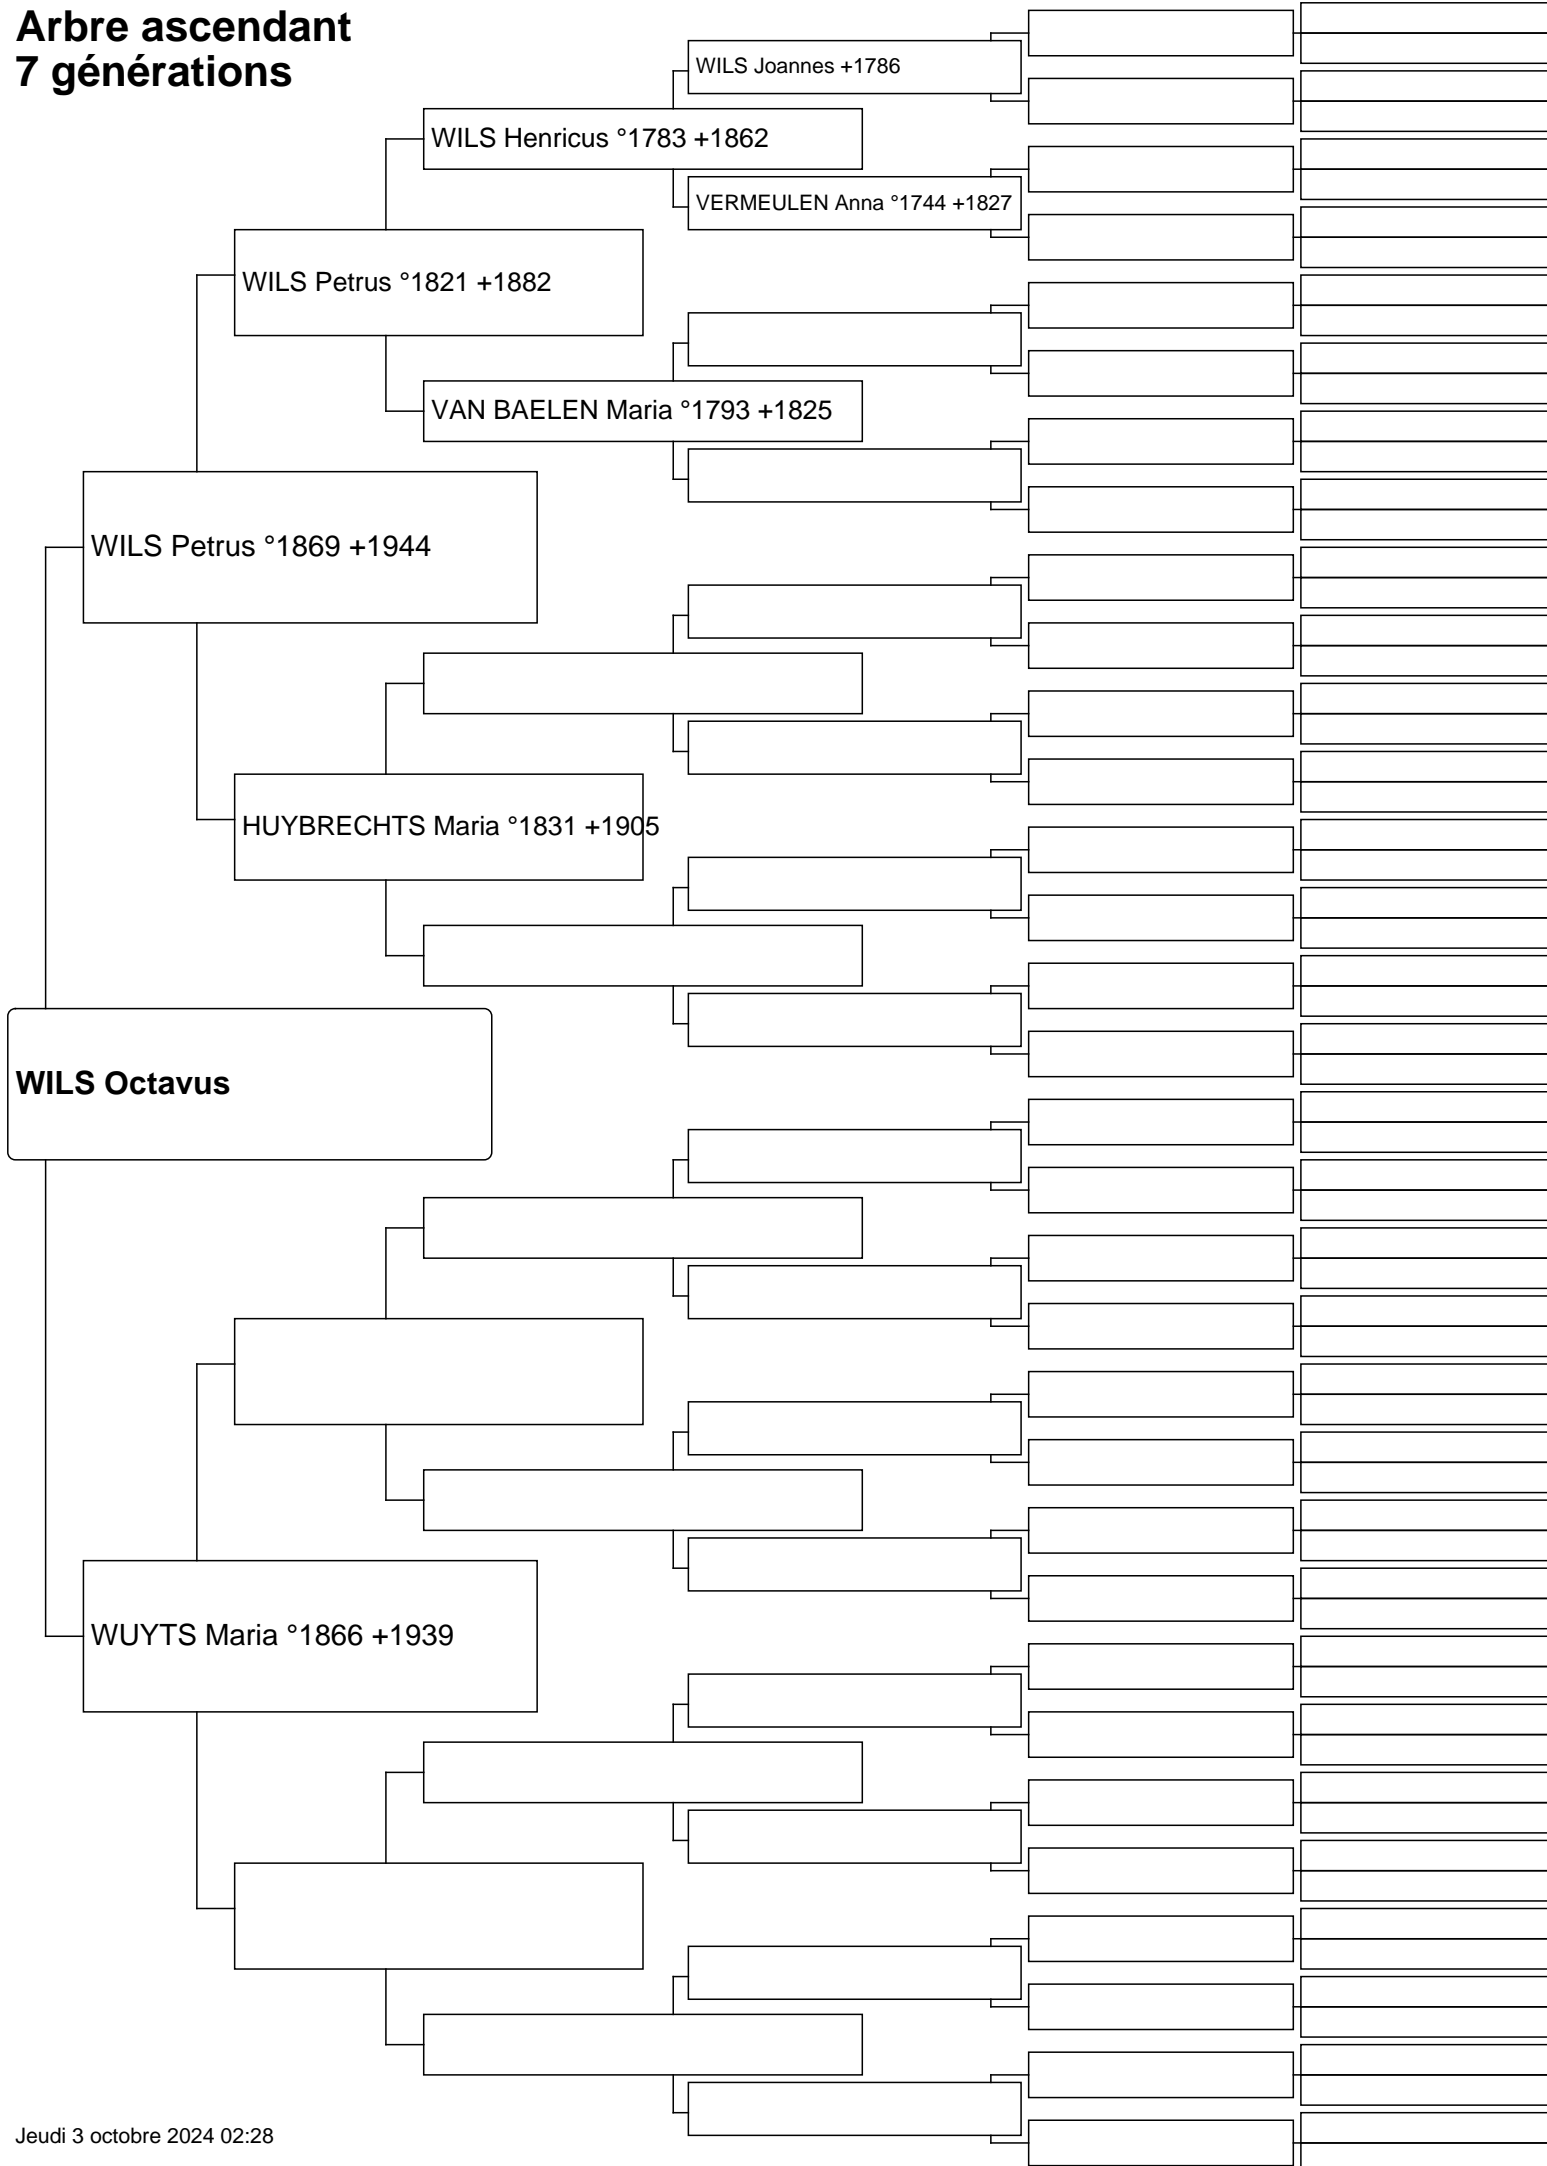 Arbre ascendant
7 générations
WILS Joannes +1786
WILS Henricus °1783 +1862
VERMEULEN Anna °1744 +1827
WILS Petrus °1821 +1882
VAN BAELEN Maria °1793 +1825
WILS Petrus °1869 +1944
HUYBRECHTS Maria °1831 +1905
WILS Octavus
WUYTS Maria °1866 +1939
Jeudi 3 octobre 2024 02:28